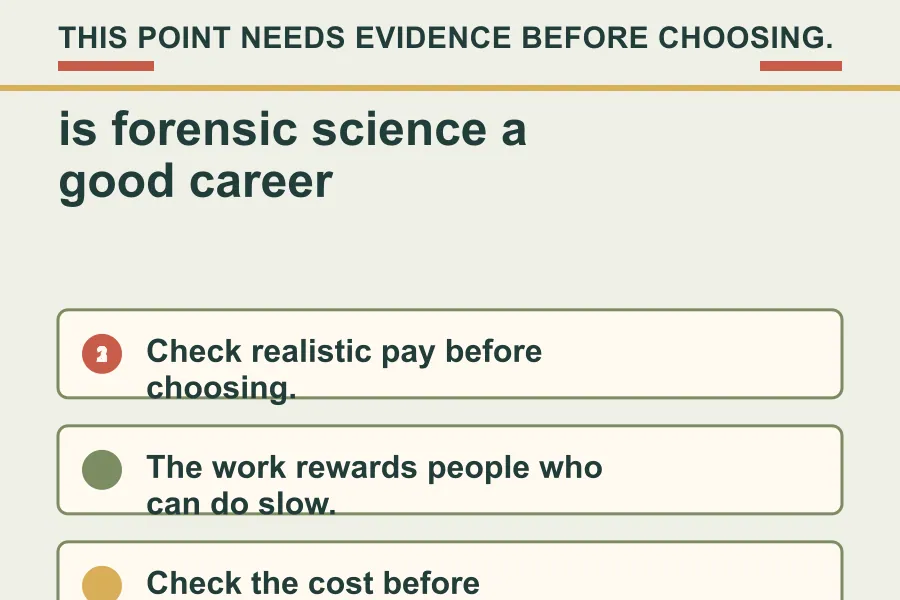 THIS POINT NEEDS EVIDENCE BEFORE CHOOSING.
is forensic science a
good career
Check realistic pay before
choosing.
The work rewards people who
can do slow.
Check the cost before